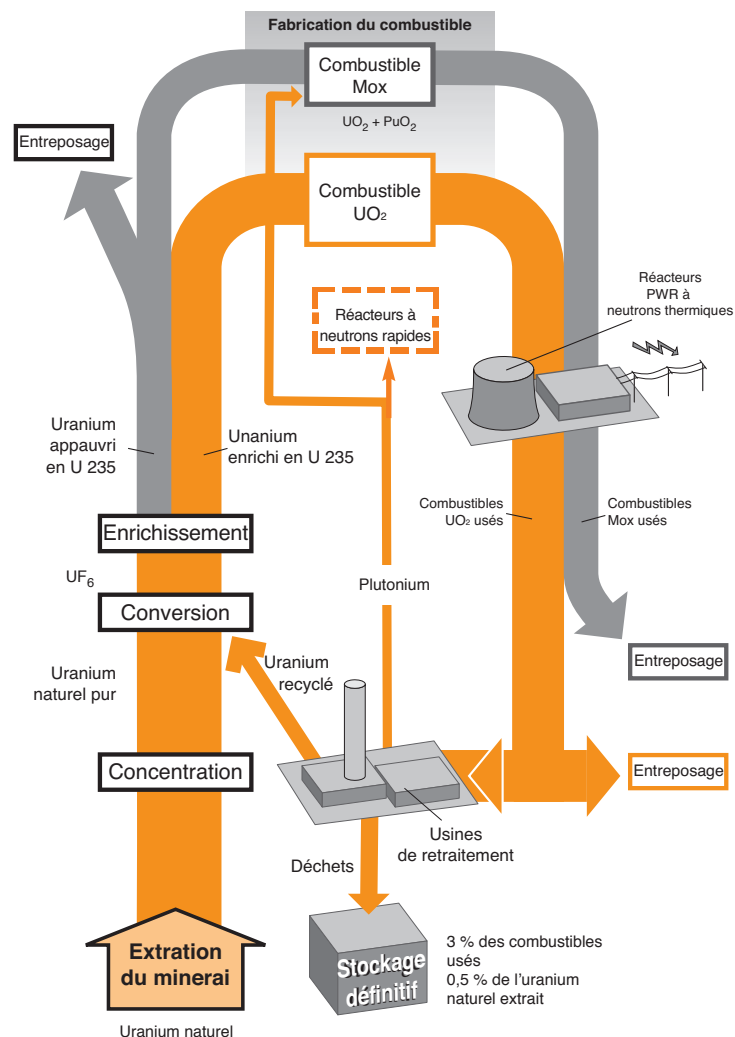 Fabrication du combustible
Combustible
Mox
UO2 + PuO2
Entreposage
Combustible
UO2
Réacteurs à
neutrons rapides
Réacteurs
PWR à
neutrons thermiques
Uranium
appauvri
en U 235
Unanium
enrichi en U 235
Combustibles
UO2 usés
Combustibles
Mox usés
Enrichissement
UF6
Conversion
Plutonium
Uranium
naturel pur
Uranium
recyclé
Entreposage
Concentration
Entreposage
Usines
de retraitement
Déchets
Extration
du minerai
Stockage
définitif
3 % des combustibles
usés
0,5 % de l'uranium
naturel extrait
Uranium naturel